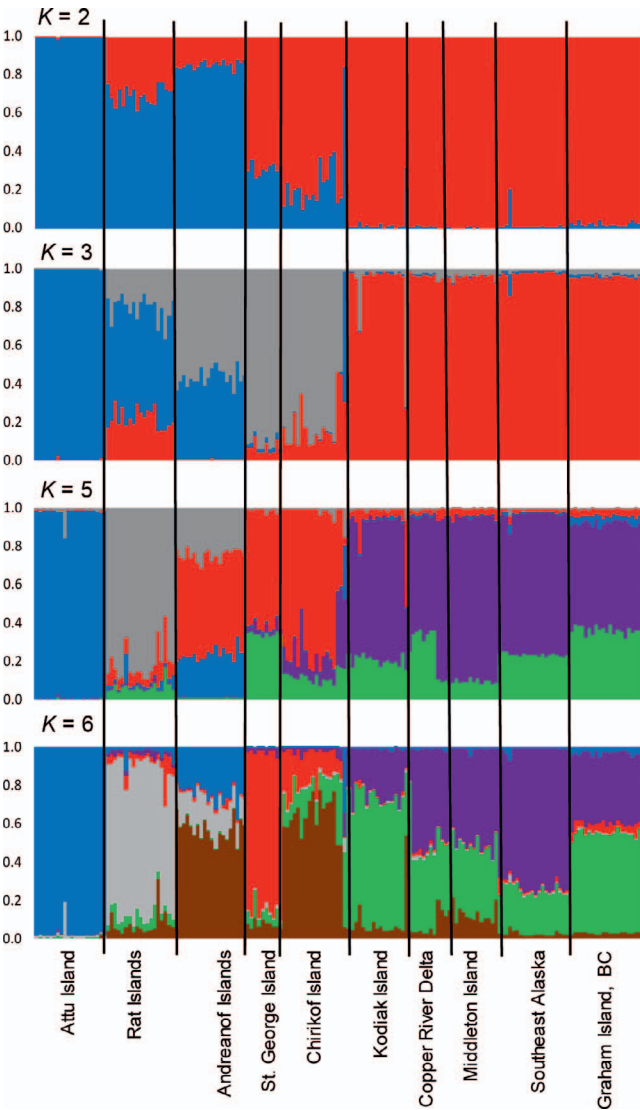 K = 2
1.0
0.8
0.6
0.4
0.2
0.0
K = 3
1.0
0.8
0.6
0.4
0.2
0.0
K = 5
1.0
0.8
0.6
0.4
0.2
0.0
K = 6
1.0
0.8
0.6
0.4
0.2
0.0
Attu Island
Rat Islands
Andreanof Islands
St. George Island
Chirikof Island
Kodiak Island
Copper River Delta
Middleton Island
Southeast Alaska
Graham Island, BC